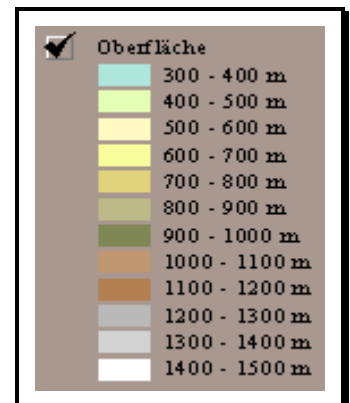 Oberfläche
300 - 400 m
400 - 500 m
500 - 600 m
600 - 700 m
700 - 800 m
800 - 900 m
900 - 1000 m
1000 - 1100 m
1100 - 1200 m
1200 - 1300 m
1300 - 1400 m
1400 - 1500 m